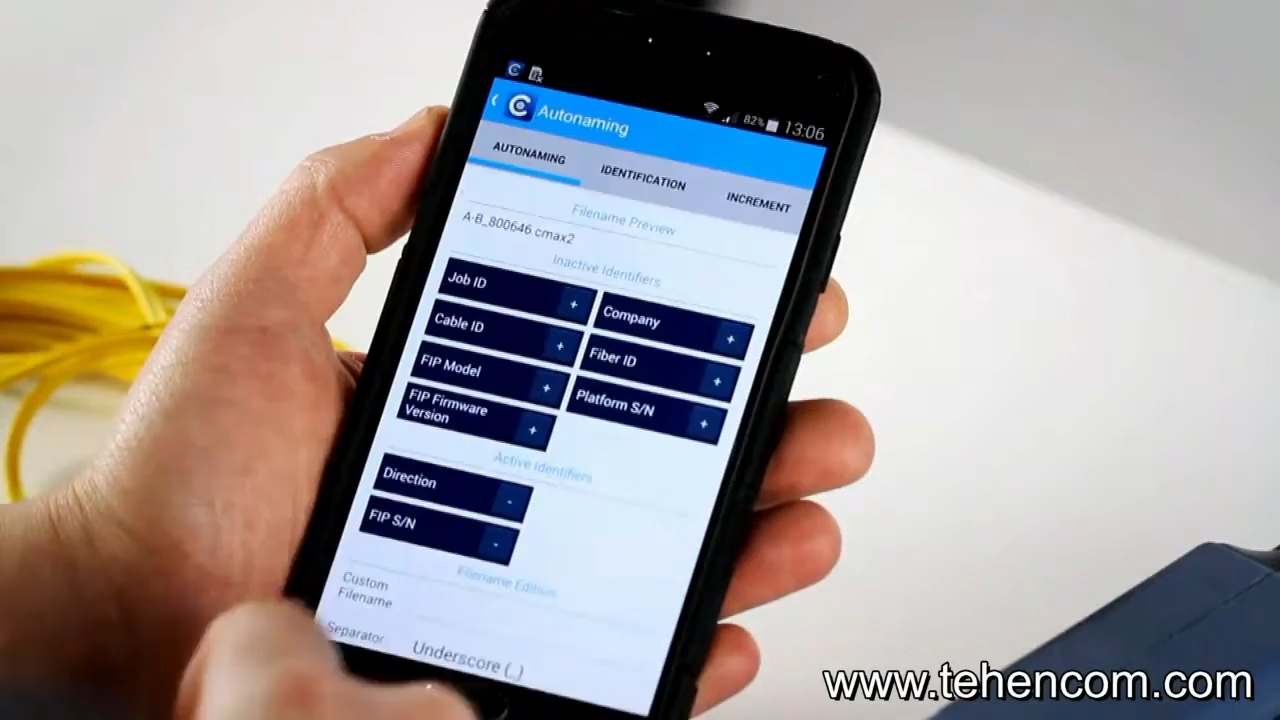 82% 13:06
Autonaming
AUTONAMING IDENTIFICATION INCREMENT
Filename Preview
A-B_800646.cmax2
Inactive Identifiers
Job ID + Company +
Cable ID + Fiber ID +
FIP Model + Platform S/N +
FIP Firmware
Version +
Active Identifiers
Direction -
FIP S/N -
Filename Edition
Custom
Filename
Separator Underscore (_)
www.tehencom.com